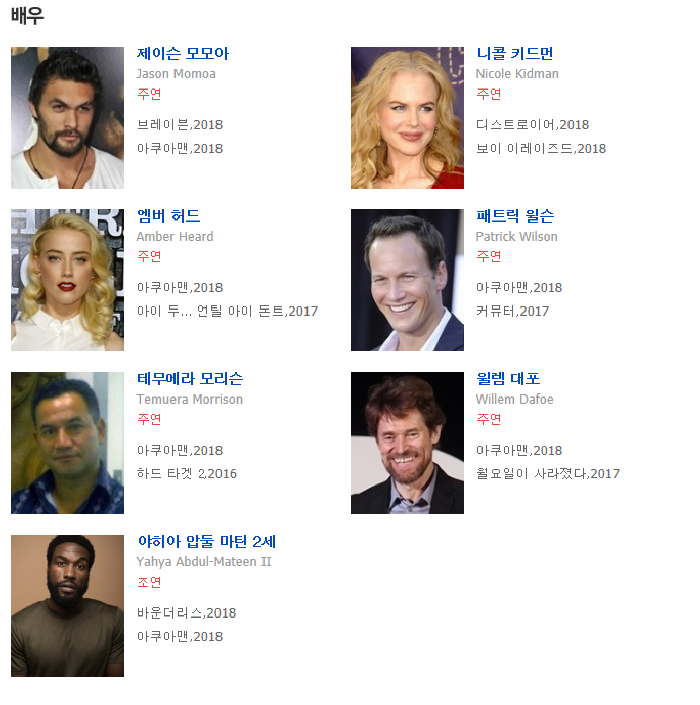 배우
제이슨 모모아
Jason Momoa
주연
브레이븐,2018
아쿠아맨,2018
니콜 키드먼
Nicole Kidman
주연
디스트로이어,2018
보이 이레이즈드,2018
엠버 허드
Amber Heard
주연
아쿠아맨,2018
아이 두... 언틸 아이 돈트,2017
패트릭 윌슨
Patrick Wilson
주연
아쿠아맨,2018
커뮤터,2017
테무에라 모리슨
Temuera Morrison
주연
아쿠아맨,2018
하드 타겟 2,2016
윌렘 대포
Willem Dafoe
주연
아쿠아맨,2018
월요일이 사라졌다,2017
야히아 압둘 마틴 2세
Yahya Abdul-Mateen II
조연
바운더리스,2018
아쿠아맨,2018